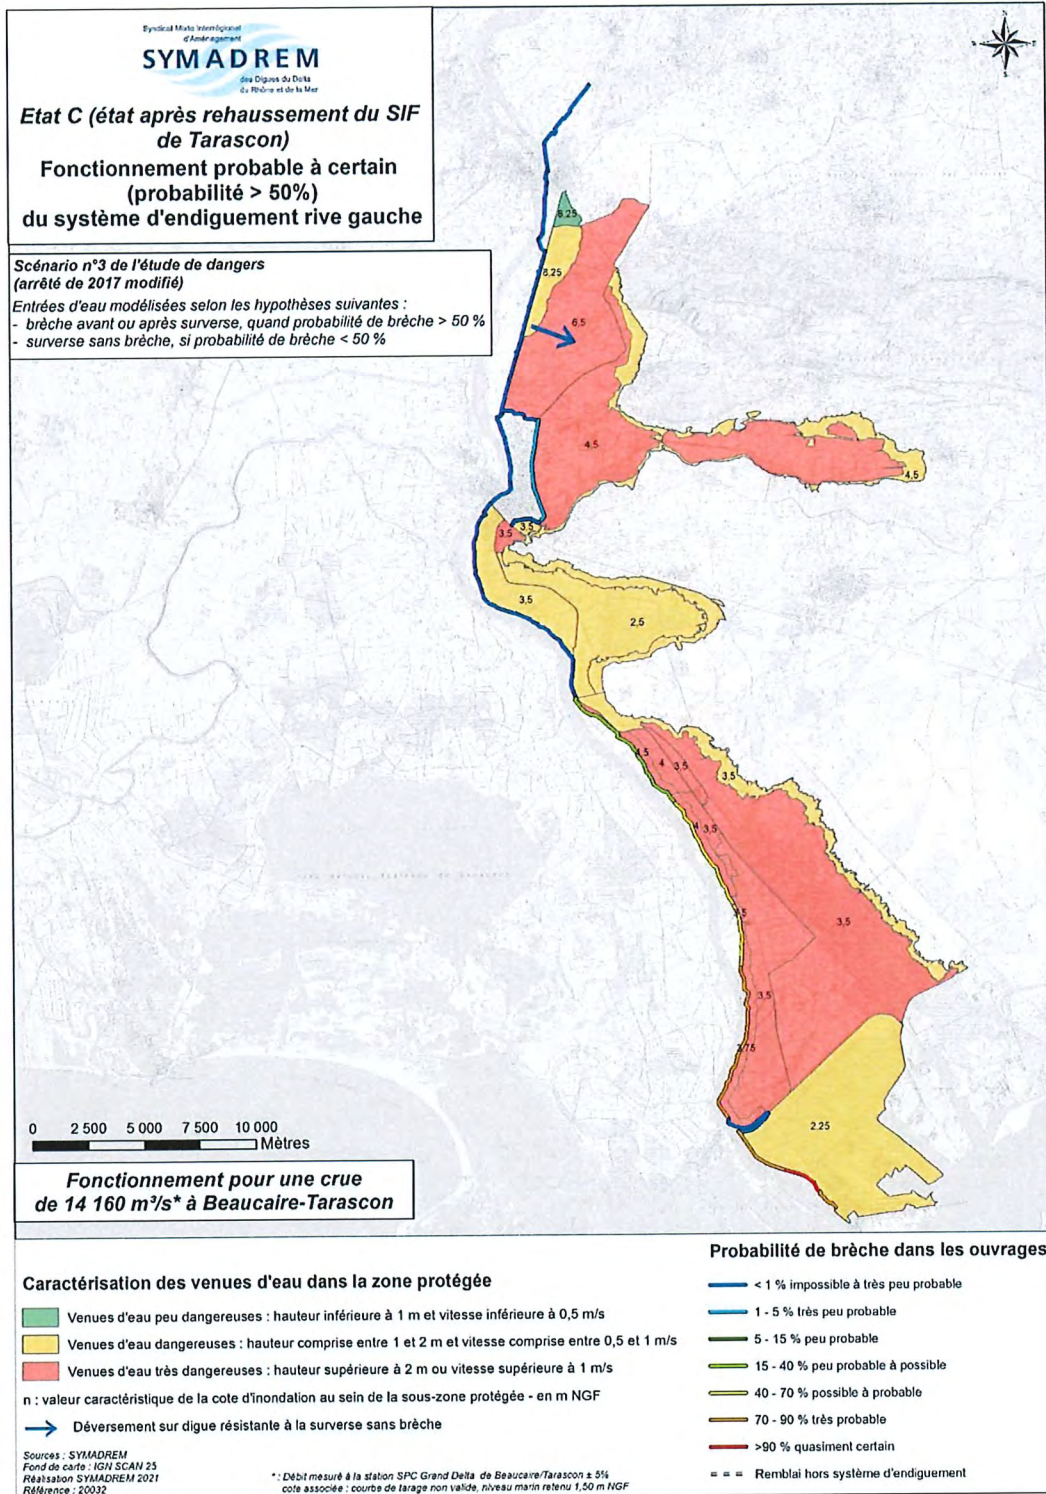 Syndicat Mixte Interrégional
d'Aménagement
SYMADREM
des Digues du Delta
du Rhône et de la Mer
Etat C (état après rehaussement du SIF
de Tarascon)
Fonctionnement probable à certain
(probabilité > 50%)
du système d'endiguement rive gauche
Scénario n°3 de l'étude de dangers
(arrêté de 2017 modifié)
Entrées d'eau modélisées selon les hypothèses suivantes :
- brèche avant ou après surverse, quand probabilité de brèche > 50 %
- surverse sans brèche, si probabilité de brèche < 50 %
8,25
8,25
6,5
4,5
4,5
3,5
3,5
3,5
2,5
4,5
4
3,5
3,5
4
3,5
3,5
3,5
2,25
0 2 500 5 000 7 500 10 000
Mètres
Fonctionnement pour une crue
de 14 160 m³/s* à Beaucaire-Tarascon
Caractérisation des venues d'eau dans la zone protégée
Venues d'eau peu dangereuses : hauteur inférieure à 1 m et vitesse inférieure à 0,5 m/s
Venues d'eau dangereuses : hauteur comprise entre 1 et 2 m et vitesse comprise entre 0,5 et 1 m/s
Venues d'eau très dangereuses : hauteur supérieure à 2 m ou vitesse supérieure à 1 m/s
n : valeur caractéristique de la cote d'inondation au sein de la sous-zone protégée - en m NGF
Déversement sur digue résistante à la surverse sans brèche
Sources : SYMADREM
Fond de carte : IGN SCAN 25
Réalisation SYMADREM 2021
Référence : 20032
* : Débit mesuré à la station SPC Grand Delta de Beaucaire/Tarascon ± 5%
cote associée : courbe de tarage non valide, niveau marin retenu 1,50 m NGF
Probabilité de brèche dans les ouvrages
< 1 % impossible à très peu probable
1 - 5 % très peu probable
5 - 15 % peu probable
15 - 40 % peu probable à possible
40 - 70 % possible à probable
70 - 90 % très probable
>90 % quasiment certain
Remblai hors système d'endiguement